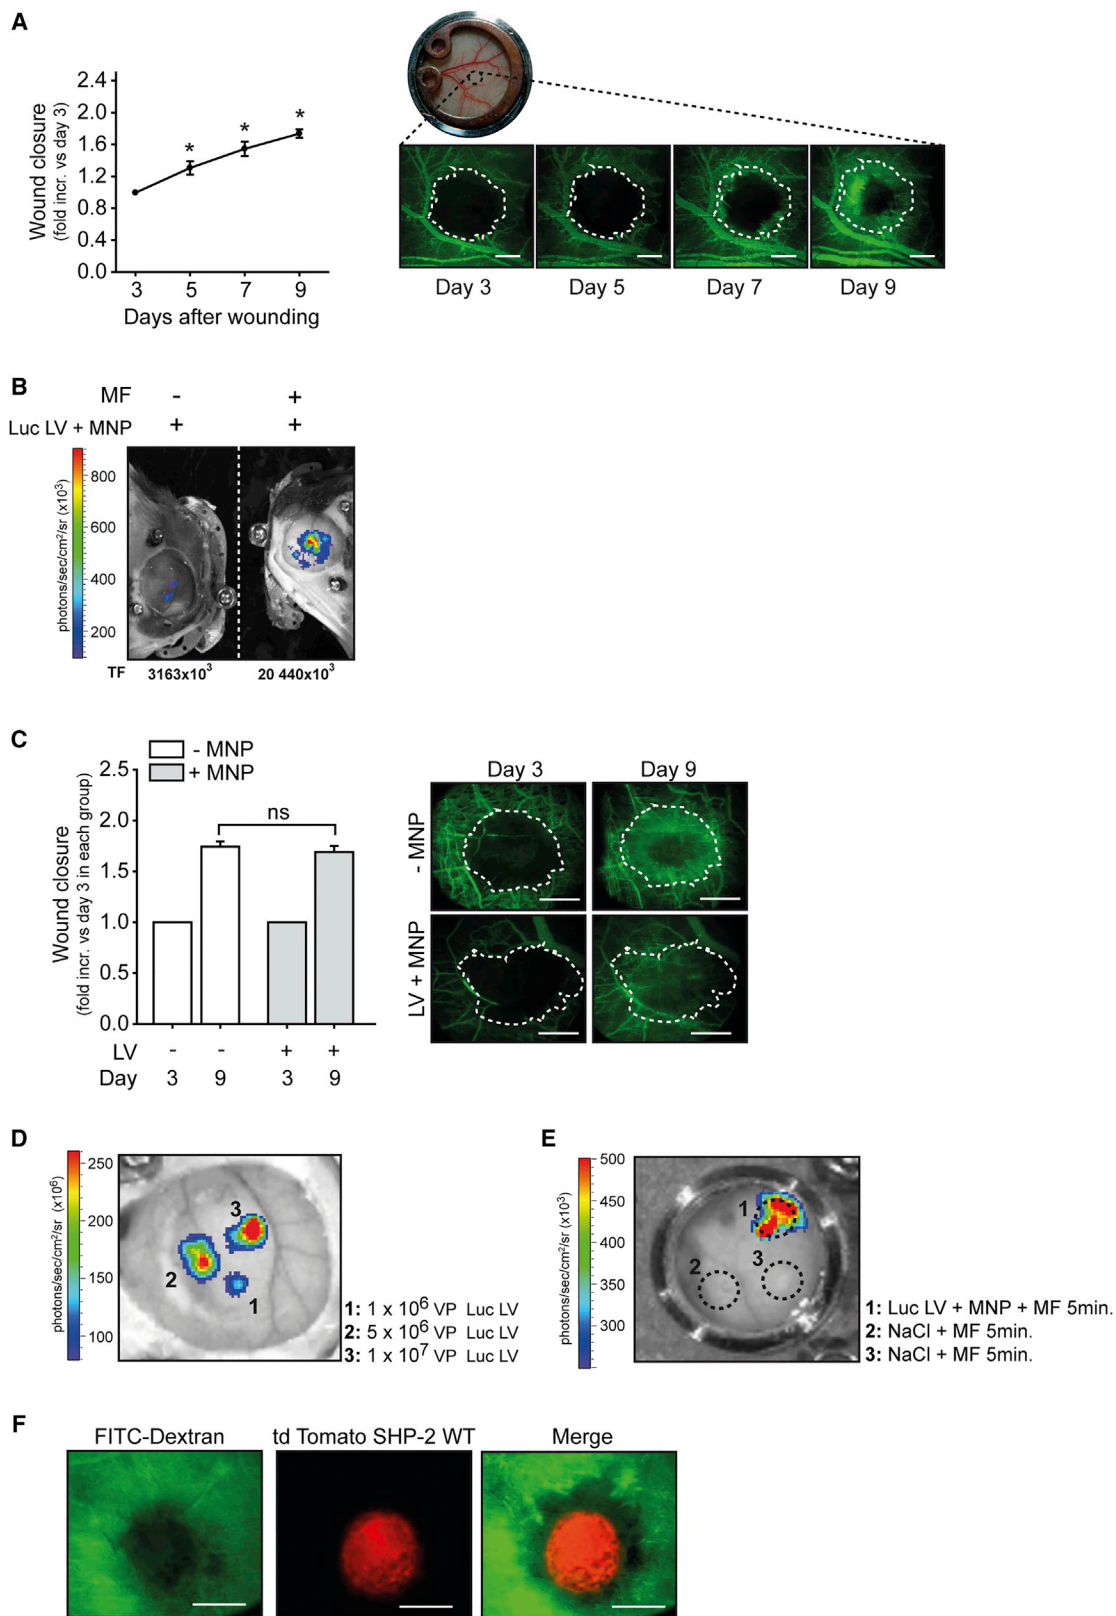 A
Wound closure
(fold incr. vs day 3)
2.4
2.0
1.6
1.2
0.8
0.4
0.0
*
*
*
3 5 7 9
Days after wounding
Day 3 Day 5 Day 7 Day 9
B
MF - +
Luc LV + MNP + +
photons/sec/cm²/sr (x10³)
800
600
400
200
TF 3163x10³ 20 440x10³
C
- MNP
+ MNP
Wound closure
(fold incr. vs day 3 in each group)
2.5
2.0
1.5
1.0
0.5
0.0
ns
LV - - + +
Day 3 9 3 9
Day 3 Day 9
- MNP
LV + MNP
D
photons/sec/cm²/sr (x10⁶)
250
200
150
100
3
2
1
1: 1 x 10⁶ VP Luc LV
2: 5 x 10⁶ VP Luc LV
3: 1 x 10⁷ VP Luc LV
E
photons/sec/cm²/sr (x10³)
500
450
400
350
300
1
2 3
1: Luc LV + MNP + MF 5min.
2: NaCl + MF 5min.
3: NaCl + MF 5min.
F
FITC-Dextran td Tomato SHP-2 WT Merge